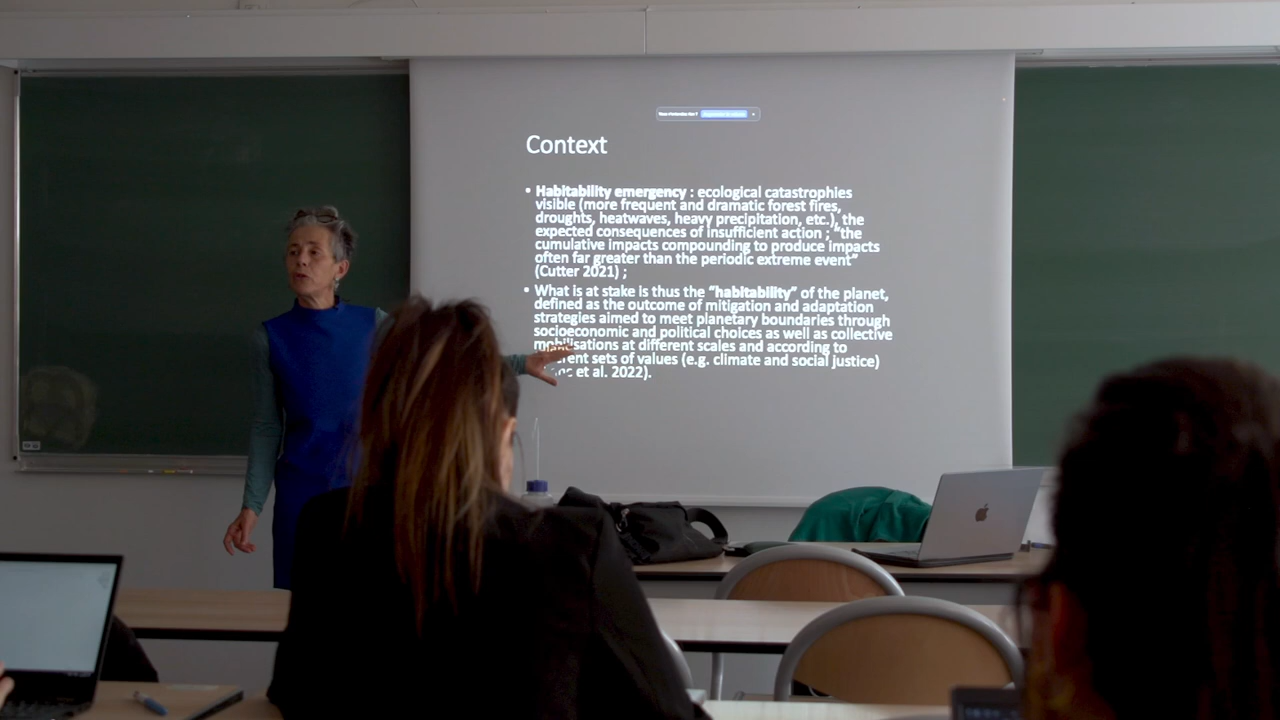 Context
• Habitability emergency : ecological catastrophies
visible (more frequent and dramatic forest fires,
droughts, heatwaves, heavy precipitation, etc.), the
expected consequences of insufficient action ; "the
cumulative impacts compounding to produce impacts
often far greater than the periodic extreme event"
(Cutter 2021) ;
• What is at stake is thus the "habitability" of the planet,
defined as the outcome of mitigation and adaptation
strategies aimed to meet planetary boundaries through
socioeconomic and political choices as well as collective
mobilisations at different scales and according to
sets of values (e.g. climate and social justice)
et al. 2022).